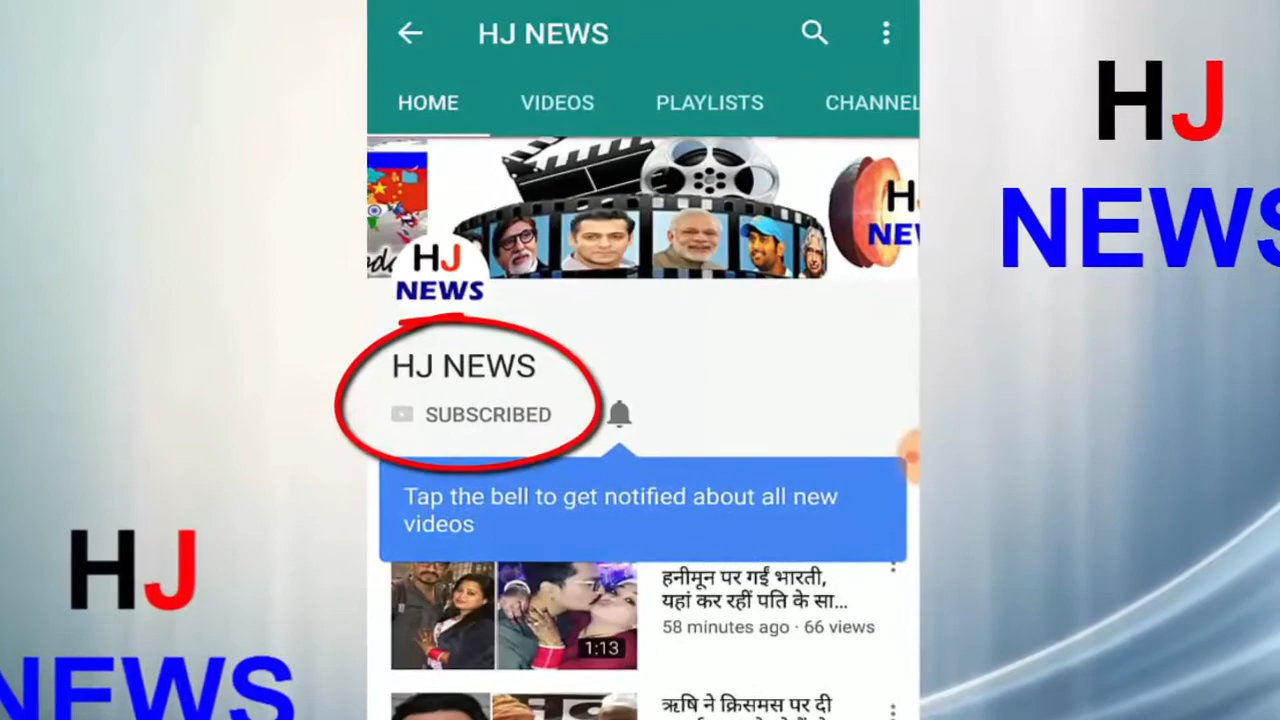 HJ NEWS
HOME VIDEOS PLAYLISTS CHANNEL
HJ
NEWS
HJ
NEWS
HJ NEWS
SUBSCRIBED
Tap the bell to get notified about all new
videos
हनीमून पर गईं भारती,
यहां कर रहीं पति के सा...
58 minutes ago · 66 views
1:13
ऋषि ने क्रिसमस पर दी
HJ
NEWS